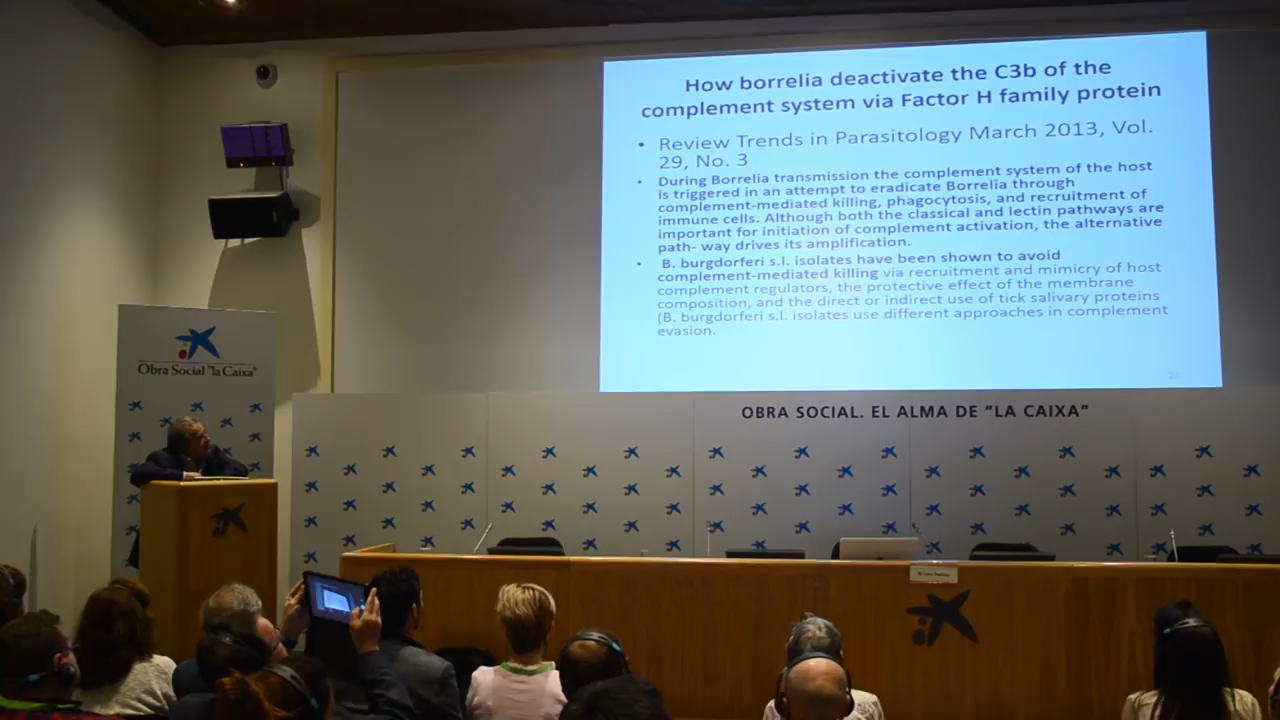 How borrelia deactivate the C3b of the
complement system via Factor H family protein
• Review Trends in Parasitology March 2013, Vol.
29, No. 3
• During Borrelia transmission the complement system of the host
is triggered in an attempt to eradicate Borrelia through
complement-mediated killing, phagocytosis, and recruitment of
immune cells. Although both the classical and lectin pathways are
important for initiation of complement activation, the alternative
path- way drives its amplification.
• B. burgdorferi s.l. isolates have been shown to avoid
complement-mediated killing via recruitment and mimicry of host
complement regulators, the protective effect of the membrane
composition, and the direct or indirect use of tick salivary proteins
(B. burgdorferi s.l. isolates use different approaches in complement
evasion.
Obra Social "la Caixa"
OBRA SOCIAL. EL ALMA DE "LA CAIXA"